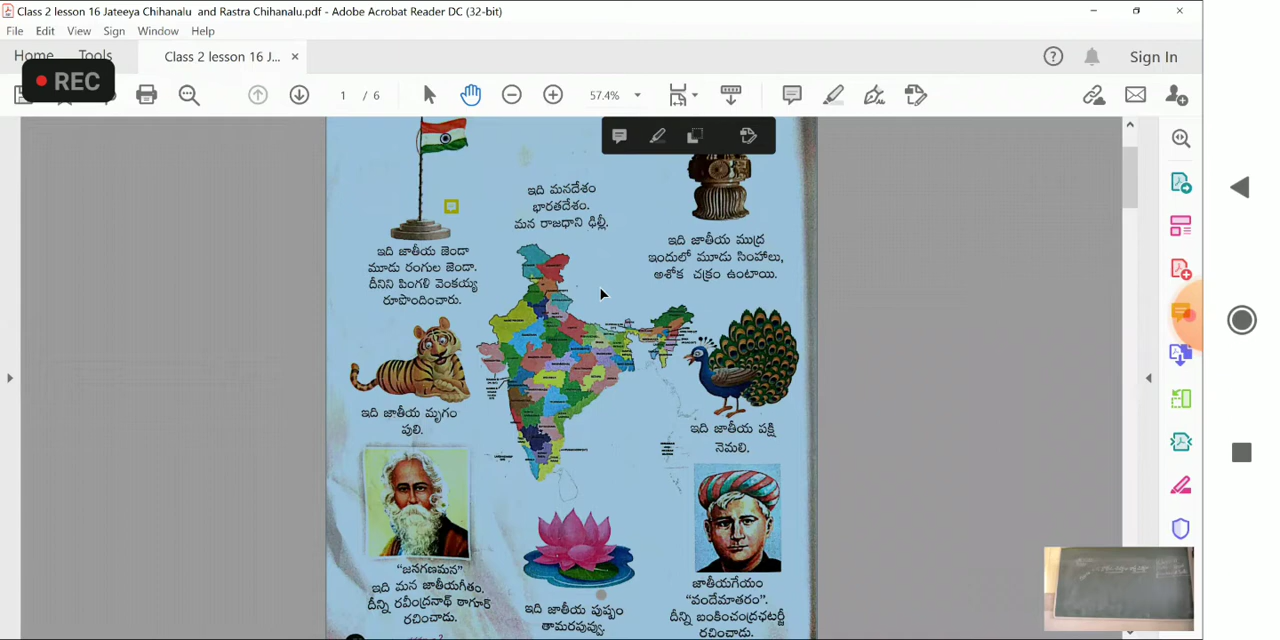 Class 2 lesson 16 Jateeya Chihanalu  and Rastra Chihanalu.pdf - Adobe Acrobat Reader DC (32-bit)
File Edit View Sign Window Help
Home Tools Class 2 lesson 16 J... ×
Sign In
REC
1 / 6
57.4%
ఇది మనదేశం
భారతదేశం.
మన రాజధాని ఢిల్లీ.
ఇది జాతీయ జెండా
మూడు రంగుల జెండా.
దీనిని పింగళి వెంకయ్య
రూపొందించారు.
ఇది జాతీయ ముద్ర
ఇందులో మూడు సింహాలు,
అశోక చక్రం ఉంటాయి.
ఇది జాతీయ మృగం
పులి.
ఇది జాతీయ పక్షి
నెమలి.
"జనగణమన"
ఇది మన జాతీయగీతం.
దీన్ని రవీంద్రనాథ్ ఠాగూర్
రచించాడు.
ఇది జాతీయ పుష్పం
తామరపువ్వు.
జాతీయగేయం
"వందేమాతరం".
దీన్ని బంకించంద్రఛటర్జీ
రచించాడు.